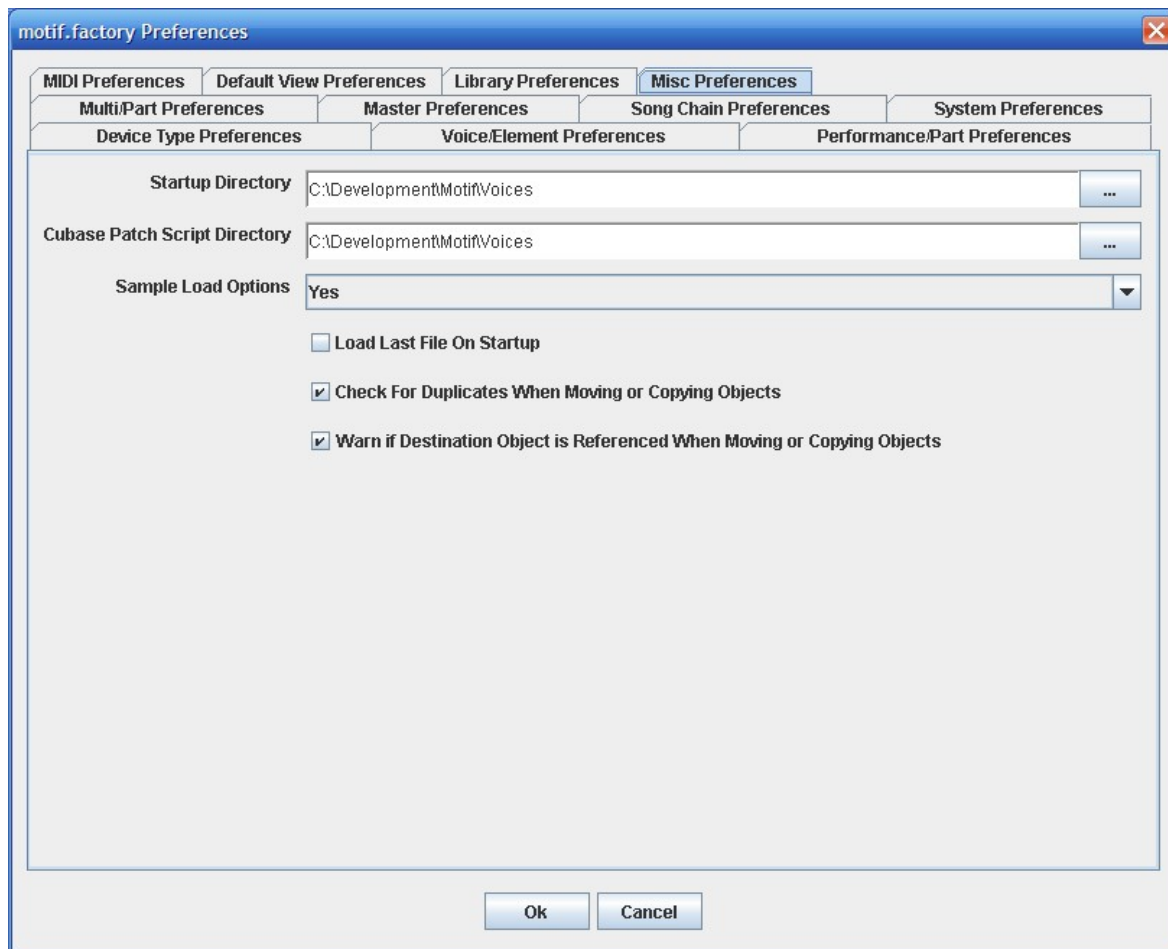 motif.factory Preferences
MIDI Preferences Default View Preferences Library Preferences Misc Preferences
Multi/Part Preferences Master Preferences Song Chain Preferences System Preferences
Device Type Preferences Voice/Element Preferences Performance/Part Preferences
Startup Directory C:\Development\Motif\Voices ...
Cubase Patch Script Directory C:\Development\Motif\Voices ...
Sample Load Options Yes
Load Last File On Startup
Check For Duplicates When Moving or Copying Objects
Warn if Destination Object is Referenced When Moving or Copying Objects
Ok Cancel